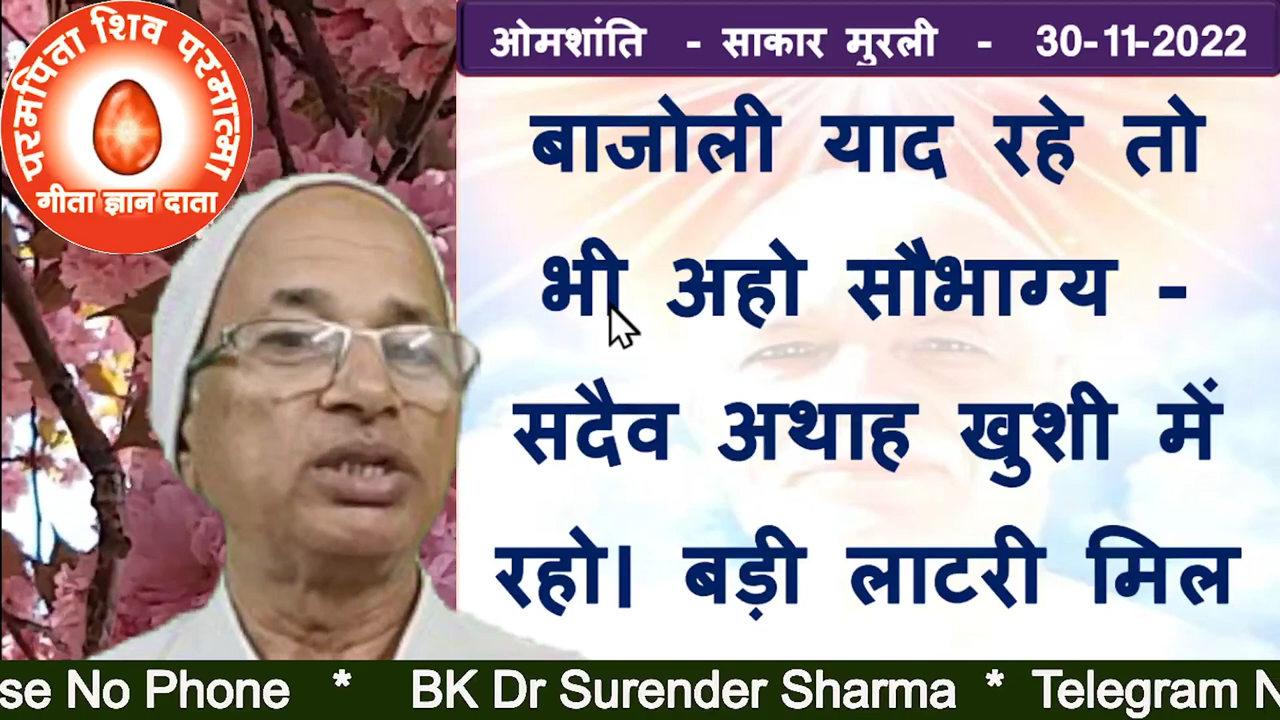 परमपिता शिव परमात्मा
गीता ज्ञान दाता
ओमशांति - साकार मुरली - 30-11-2022
बाजोली याद रहे तो
भी अहो सौभाग्य -
सदैव अथाह खुशी में
रहो। बड़ी लाटरी मिल
se No Phone * BK Dr Surender Sharma * Telegram N